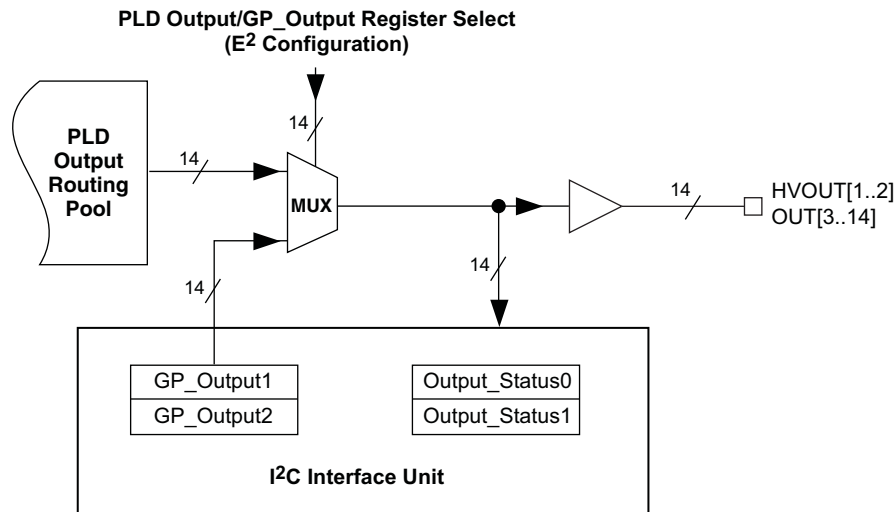 PLD Output/GP_Output Register Select
(E2 Configuration)
14
PLD
Output
Routing
Pool
14
MUX
14
HVOUT[1..2]
OUT[3..14]
14
14
GP_Output1
GP_Output2
Output_Status0
Output_Status1
I2C Interface Unit